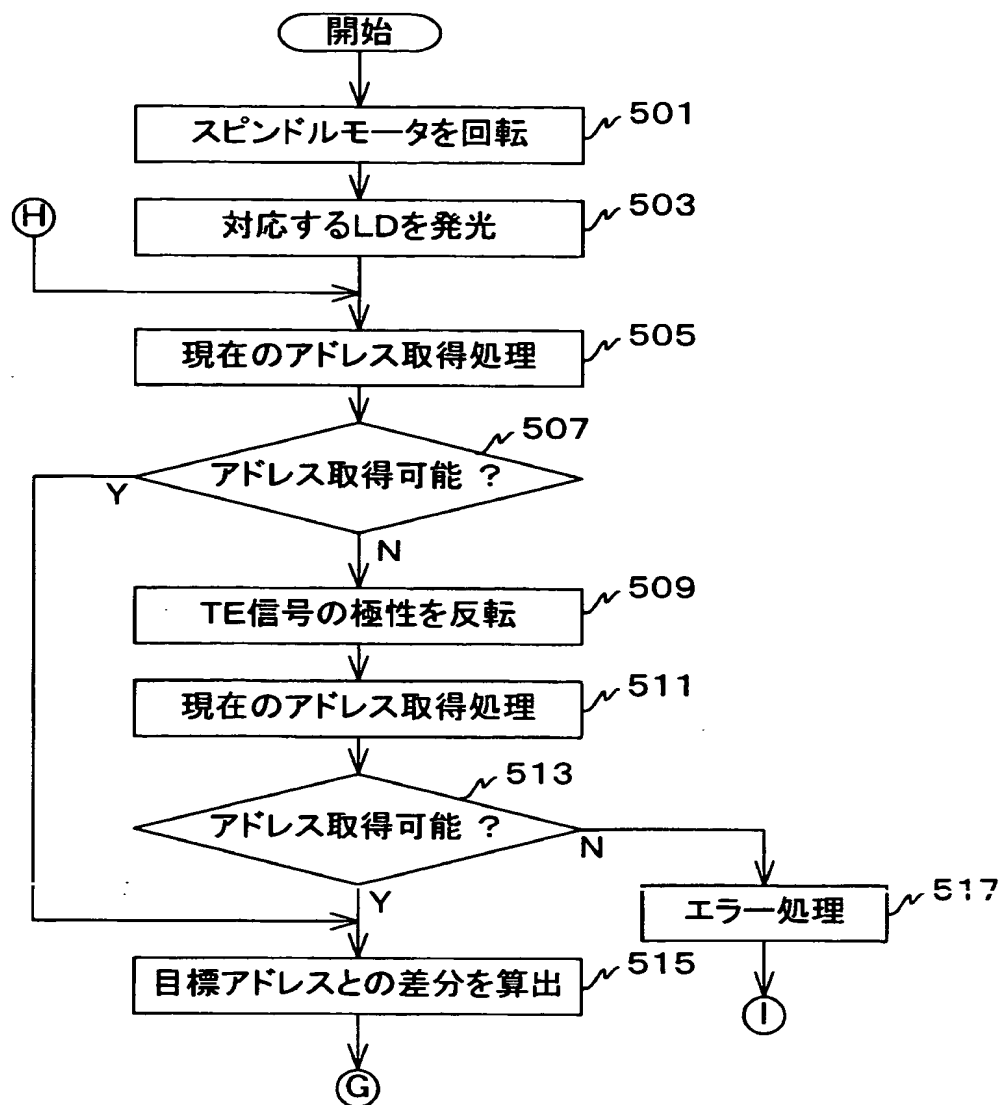 開始
スピンドルモータを回転
501
対応するLDを発光
503
H
現在のアドレス取得処理
505
アドレス取得可能 ?
507
Y
N
TE信号の極性を反転
509
現在のアドレス取得処理
511
アドレス取得可能 ?
513
N
Y
エラー処理
517
目標アドレスとの差分を算出
515
I
G